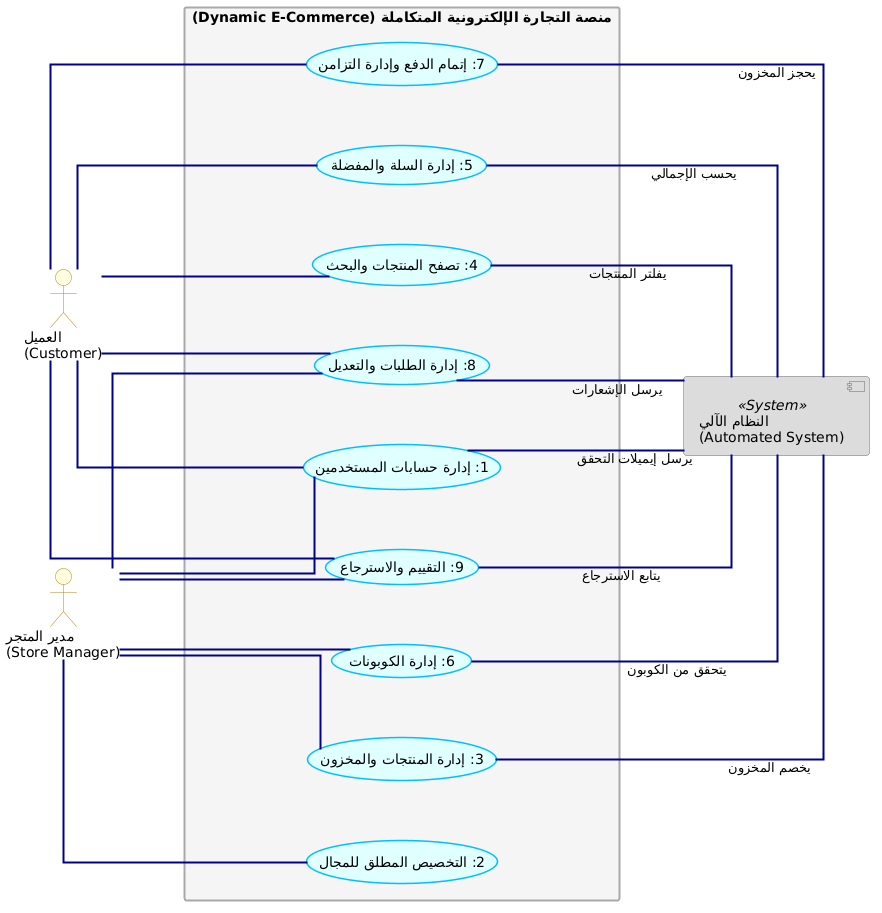 منصة التجارة الإلكترونية المتكاملة (Dynamic E-Commerce)
7: إتمام الدفع وإدارة التزامن
يحجز المخزون
5: إدارة السلة والمفضلة
يحسب الإجمالي
4: تصفح المنتجات والبحث
يفلتر المنتجات
العميل
(Customer)
8: إدارة الطلبات والتعديل
يرسل الإشعارات
«System»
النظام الآلي
(Automated System)
1: إدارة حسابات المستخدمين
يرسل إيميلات التحقق
9: التقييم والاسترجاع
يتابع الاسترجاع
مدير المتجر
(Store Manager)
6: إدارة الكوبونات
يتحقق من الكوبون
3: إدارة المنتجات والمخزون
يخصم المخزون
2: التخصيص المطلق للمجال